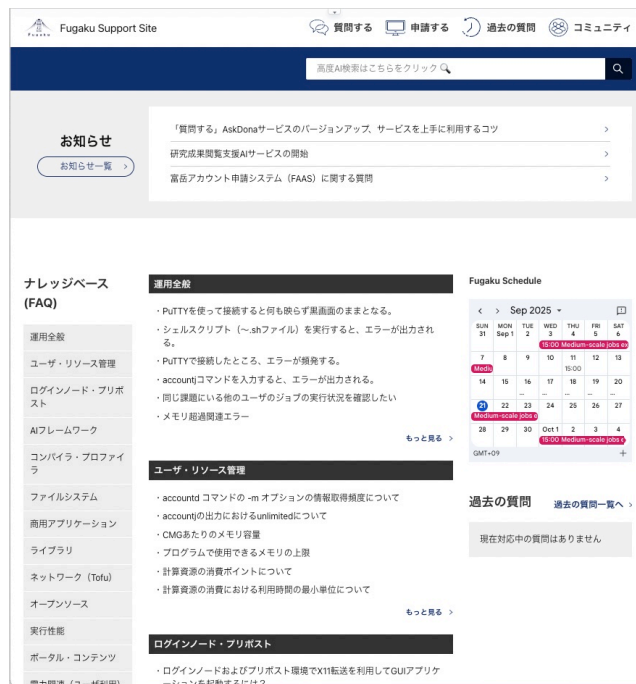 Fugaku
Fugaku Support Site
質問する
申請する
過去の質問
コミュニティ
高度AI検索はこちらをクリック
お知らせ
お知らせ一覧
「質問する」AskDonaサービスのバージョンアップ、サービスを上手に利用するコツ
研究成果閲覧支援AIサービスの開始
富岳アカウント申請システム（FAAS）に関する質問
ナレッジベース
(FAQ)
運用全般
ユーザ・リソース管理
ログインノード・プリポ
スト
AIフレームワーク
コンパイラ・プロファイ
ラ
ファイルシステム
商用アプリケーション
ライブラリ
ネットワーク（Tofu）
オープンソース
実行性能
ポータル・コンテンツ
運用全般
・PuTTYを使って接続すると何も映らず黒画面のままとなる。
・シェルスクリプト（〜.shファイル）を実行すると、エラーが出力され
る。
・PuTTYで接続したところ、エラーが頻発する。
・accountjコマンドを入力すると、エラーが出力される。
・同じ課題にいる他のユーザのジョブの実行状況を確認したい
・メモリ超過関連エラー
もっと見る
ユーザ・リソース管理
・accountd コマンドの -m オプションの情報取得頻度について
・accountjの出力におけるunlimitedについて
・CMGあたりのメモリ容量
・プログラムで使用できるメモリの上限
・計算資源の消費ポイントについて
・計算資源の消費における利用時間の最小単位について
もっと見る
ログインノード・プリポスト
・ログインノードおよびプリポスト環境でX11転送を利用してGUIアプリケ
ーションを起動するには？
Fugaku Schedule
Sep 2025
SUN MON TUE WED THU FRI SAT
31 Sep 1 2 3 4 5 6
15:00 Medium-scale jobs ex
7 8 9 10 11 12 13
Mediu
15:00
14 15 16 17 18 19 20
21 22 23 24 25 26 27
Medium-scale jobs e
28 29 30 Oct 1 2 3 4
15:00 Medium-scale jobs e
GMT+09
過去の質問
過去の質問一覧へ
現在対応中の質問はありません